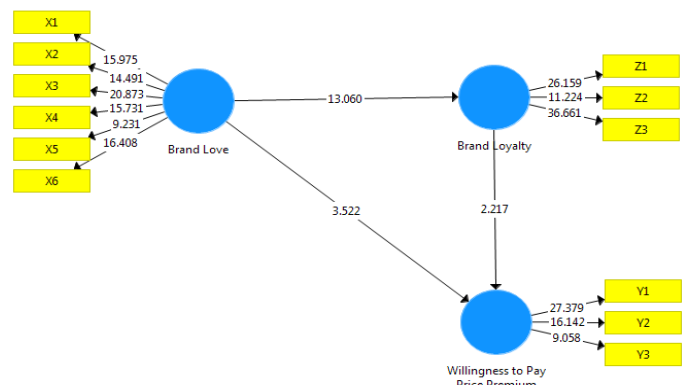 X1
X2
X3
X4
X5
X6
15.975
14.491
20.873
15.731
9.231
16.408
Brand Love
13.060
Brand Loyalty
26.159
11.224
36.661
Z1
Z2
Z3
3.522
2.217
27.379
16.142
9.058
Y1
Y2
Y3
Willingness to Pay
Price Premium